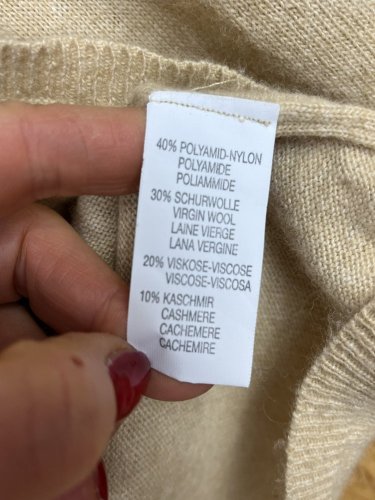 40% POLYAMID-NYLON
POLYAMIDE
POLIAMMIDE
30% SCHURWOLLE
VIRGIN WOOL
LAINE VIERGE
LANA VERGINE
20% VISKOSE-VISCOSE
VISCOSE-VISCOSA
10% KASCHMIR
CASHMERE
CACHEMERE
CACHEMIRE